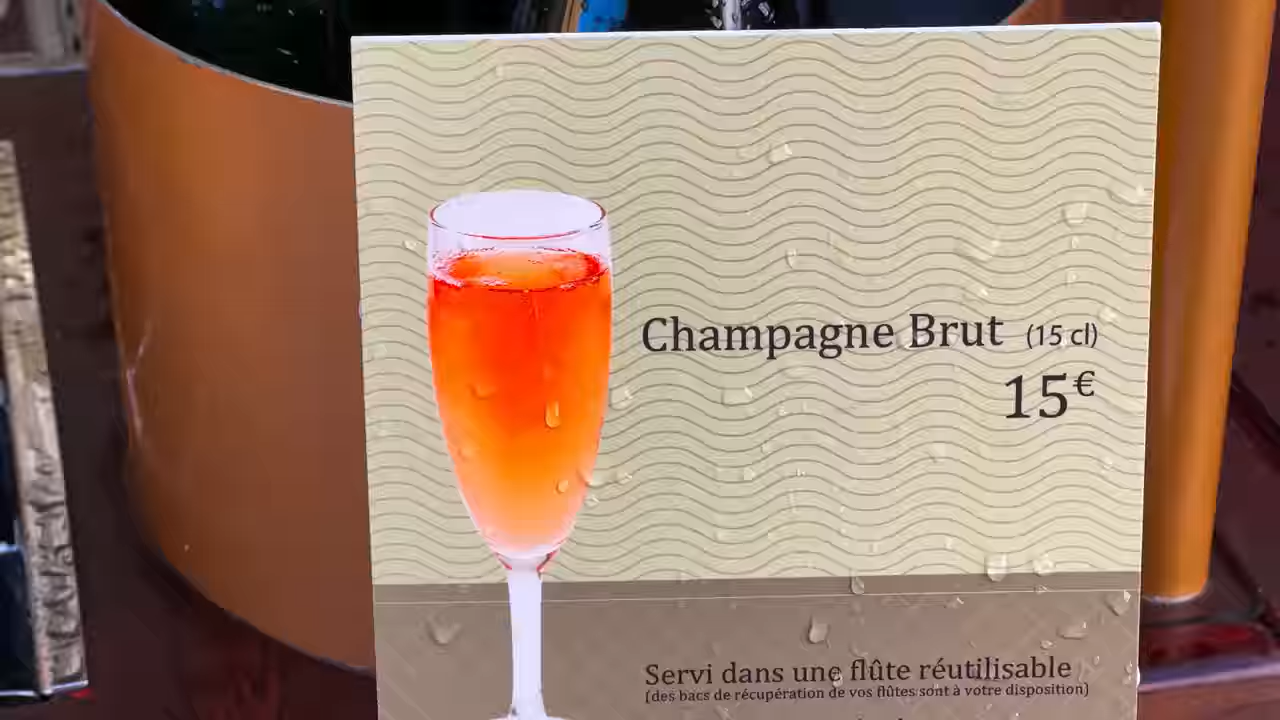 Champagne Brut (15 cl)
15€
Servi dans une flûte réutilisable
(des bacs de récupération de vos flûtes sont à votre disposition)